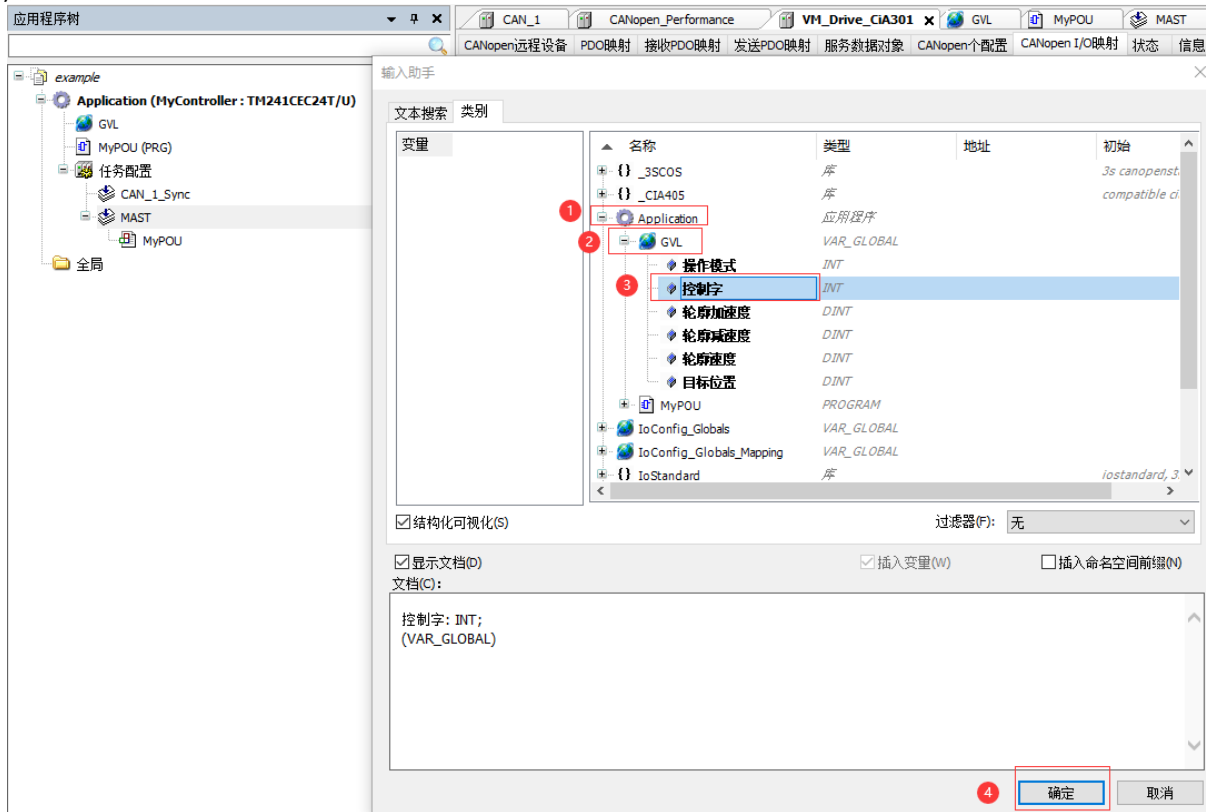 应用程序树
CAN_1
CANopen_Performance
VM_Drive_CiA301
GVL
MyPOU
MAST
CANopen远程设备
PDO映射
接收PDO映射
发送PDO映射
服务数据对象
CANopen个配置
CANopen I/O映射
状态
信息
example
Application (MyController : TM241CEC24T/U)
GVL
MyPOU (PRG)
任务配置
CAN_1_Sync
MAST
MyPOU
全局
输入助手
文本搜索
类别
变量
名称 类型 地址 初始
_3SCOS 库 3s canopenst
_CIA405 库 compatible ci
1 Application 应用程序
2 GVL VAR_GLOBAL
操作模式 INT
3 控制字 INT
轮廓加速度 DINT
轮廓减速度 DINT
轮廓速度 DINT
目标位置 DINT
MyPOU PROGRAM
IoConfig_Globals VAR_GLOBAL
IoConfig_Globals_Mapping VAR_GLOBAL
IoStandard 库 iostandard, 3.
结构化可视化(S)
过滤器(F): 无
显示文档(D)
插入变量(W)
插入命名空间前缀(N)
文档(C):
控制字: INT;
(VAR_GLOBAL)
4 确定 取消